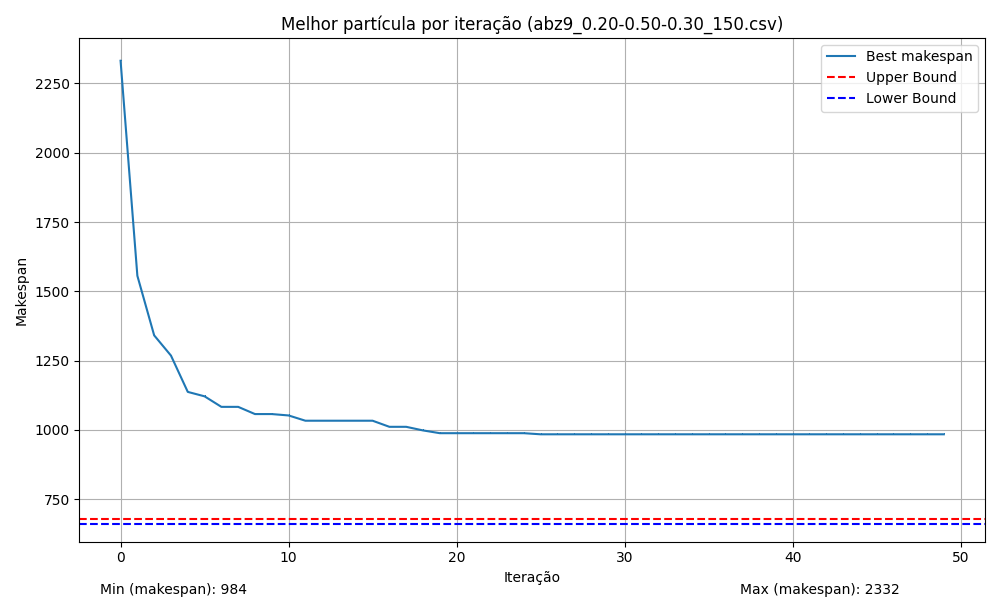 Melhor partícula por iteração (abz9_0.20-0.50-0.30_150.csv)
Best makespan
Upper Bound
Lower Bound
Makespan
2250
2000
1750
1500
1250
1000
750
0
10
20
30
40
50
Iteração
Min (makespan): 984
Max (makespan): 2332